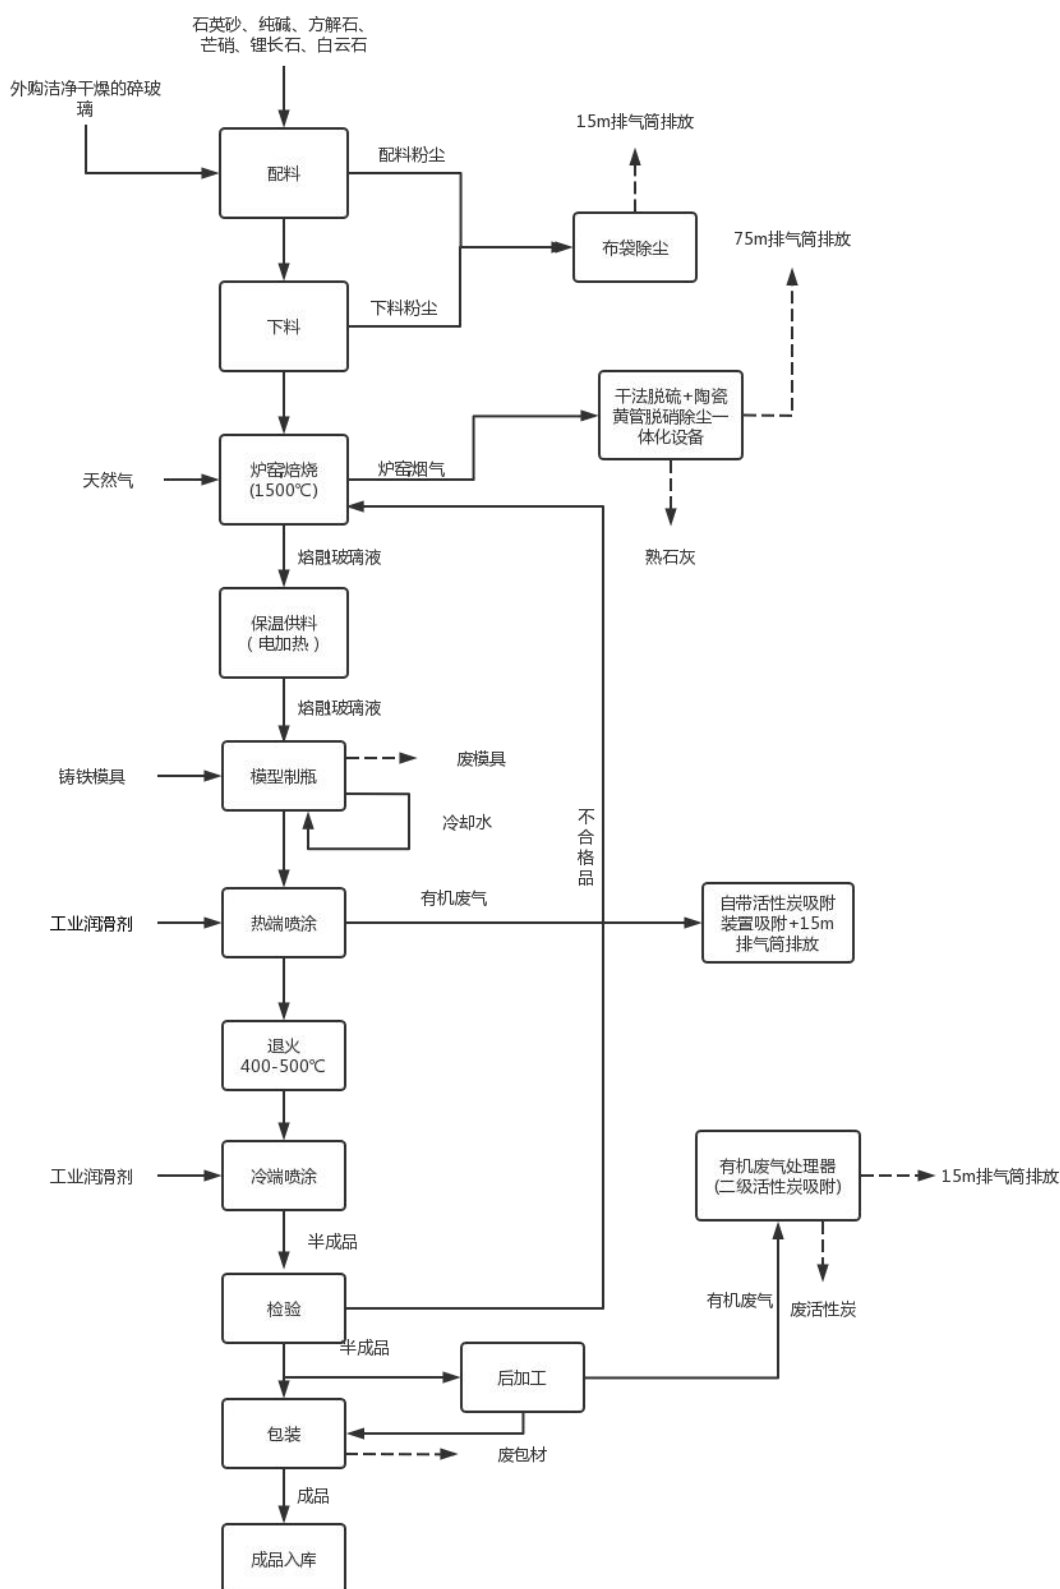 石英砂、纯碱、方解石、
芒硝、锂长石、白云石
外购洁净干燥的碎玻
璃
15m排气筒排放
配料粉尘
配料
布袋除尘
75m排气筒排放
下料粉尘
下料
干法脱硫+陶瓷
黄管脱硝除尘一
体化设备
天然气
炉窑焙烧
(1500℃)
炉窑烟气
熔融玻璃液
熟石灰
保温供料
（电加热）
熔融玻璃液
铸铁模具
模型制瓶
废模具
冷却水
不
合
格
品
工业润滑剂
热端喷涂
有机废气
自带活性炭吸附
装置吸附+15m
排气筒排放
退火
400-500℃
工业润滑剂
冷端喷涂
有机废气处理器
(二级活性炭吸附)
15m排气筒排放
半成品
检验
有机废气
废活性炭
半成品
后加工
包装
废包材
成品
成品入库